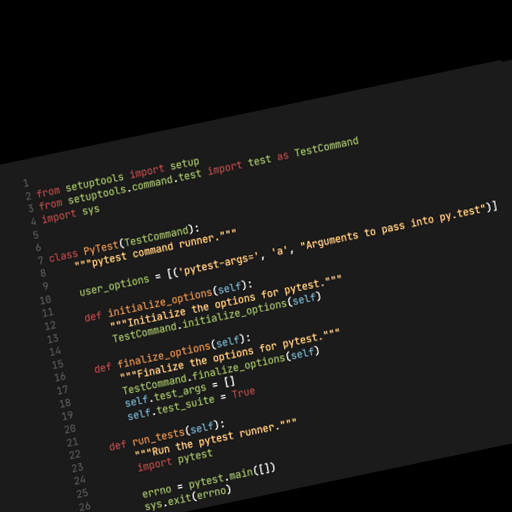 1
2 from setuptools import setup
3 from setuptools.command.test import test as TestCommand
4 import sys
5
6
7 class PyTest(TestCommand):
8     """pytest command runner."""
9
10     user_options = [('pytest-args=', 'a', "Arguments to pass into py.test")]
11
12     def initialize_options(self):
13         """Initialize the options for pytest."""
14         TestCommand.initialize_options(self)
15
16     def finalize_options(self):
17         """Finalize the options for pytest."""
18         TestCommand.finalize_options(self)
19         self.test_args = []
20         self.test_suite = True
21
22     def run_tests(self):
23         """Run the pytest runner."""
24         import pytest
25
26         errno = pytest.main([])
        sys.exit(errno)